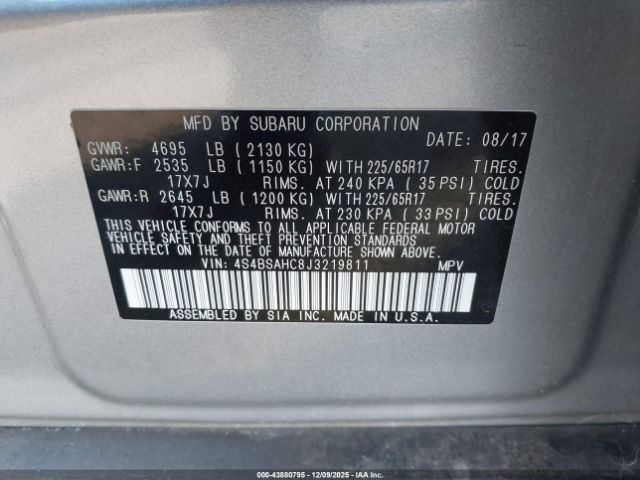 MFD BY SUBARU CORPORATION
GVWR: 4695 LB (2130 KG) DATE: 08/17
GAWR:F 2535 LB (1150 KG) WITH 225/65R17 TIRES.
17X7J RIMS. AT 240 KPA (35 PSI) COLD
GAWR:R 2645 LB (1200 KG) WITH 225/65R17 TIRES.
17X7J RIMS. AT 230 KPA (33 PSI) COLD
THIS VEHICLE CONFORMS TO ALL APPLICABLE FEDERAL MOTOR
VEHICLE SAFETY AND THEFT PREVENTION STANDARDS
IN EFFECT ON THE DATE OF MANUFACTURE SHOWN ABOVE.
VIN: 4S4BSAHC8J3219811 MPV
ASSEMBLED BY SIA INC. MADE IN U.S.A.
00-43880795 - 12/09/2025 - IAA Inc.